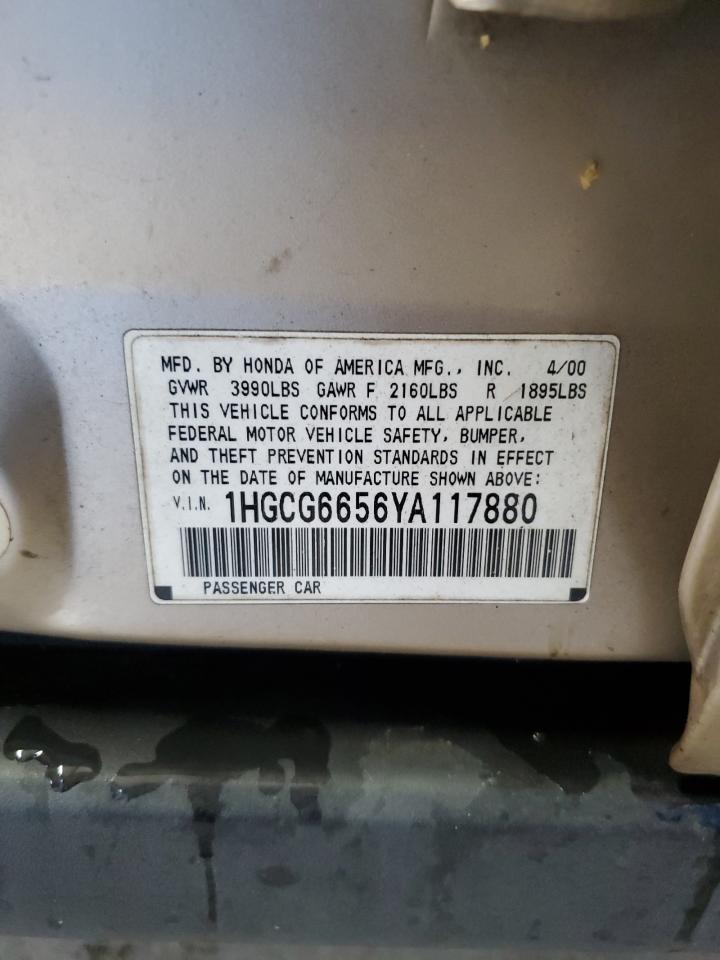 MFD. BY HONDA OF AMERICA MFG., INC. 4/00
GVWR 3990LBS GAWR F 2160LBS R 1895LBS
THIS VEHICLE CONFORMS TO ALL APPLICABLE
FEDERAL MOTOR VEHICLE SAFETY, BUMPER,
AND THEFT PREVENTION STANDARDS IN EFFECT
ON THE DATE OF MANUFACTURE SHOWN ABOVE:
V.I.N. 1HGCG6656YA117880
PASSENGER CAR